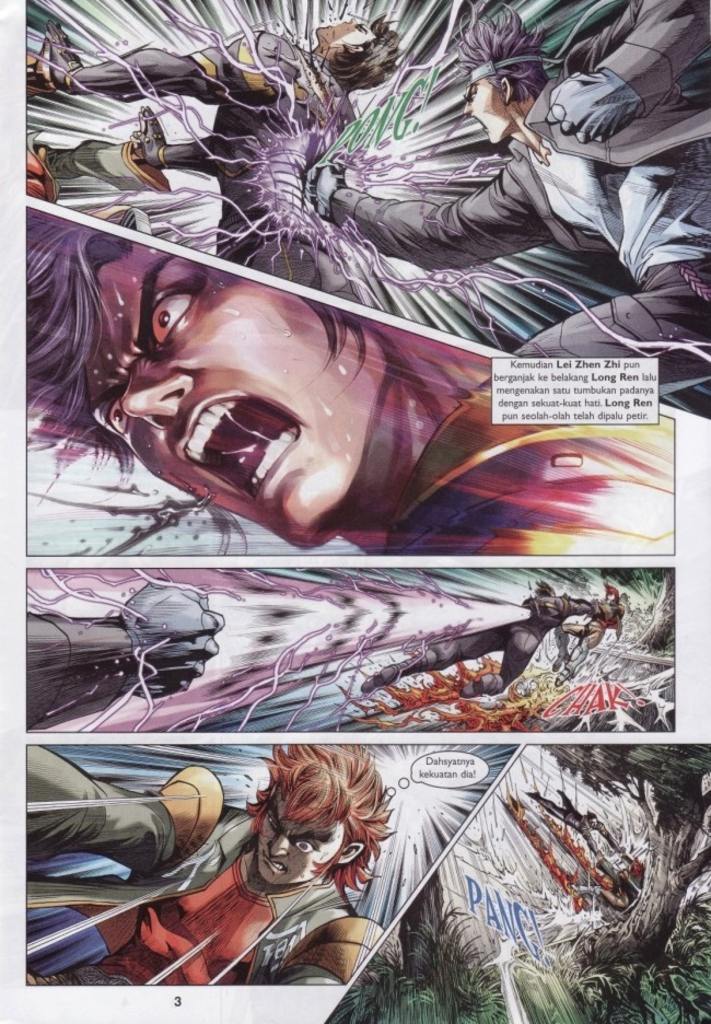 PONG!
Kemudian Lei Zhen Zhi pun
berganjak ke belakang Long Ren lalu
mengenakan satu tumbukan padanya
dengan sekuat-kuat hati. Long Ren
pun seolah-olah telah dipalu petir.
CHAK
Dahsyatnya
kekuatan dia!
PANG!
3